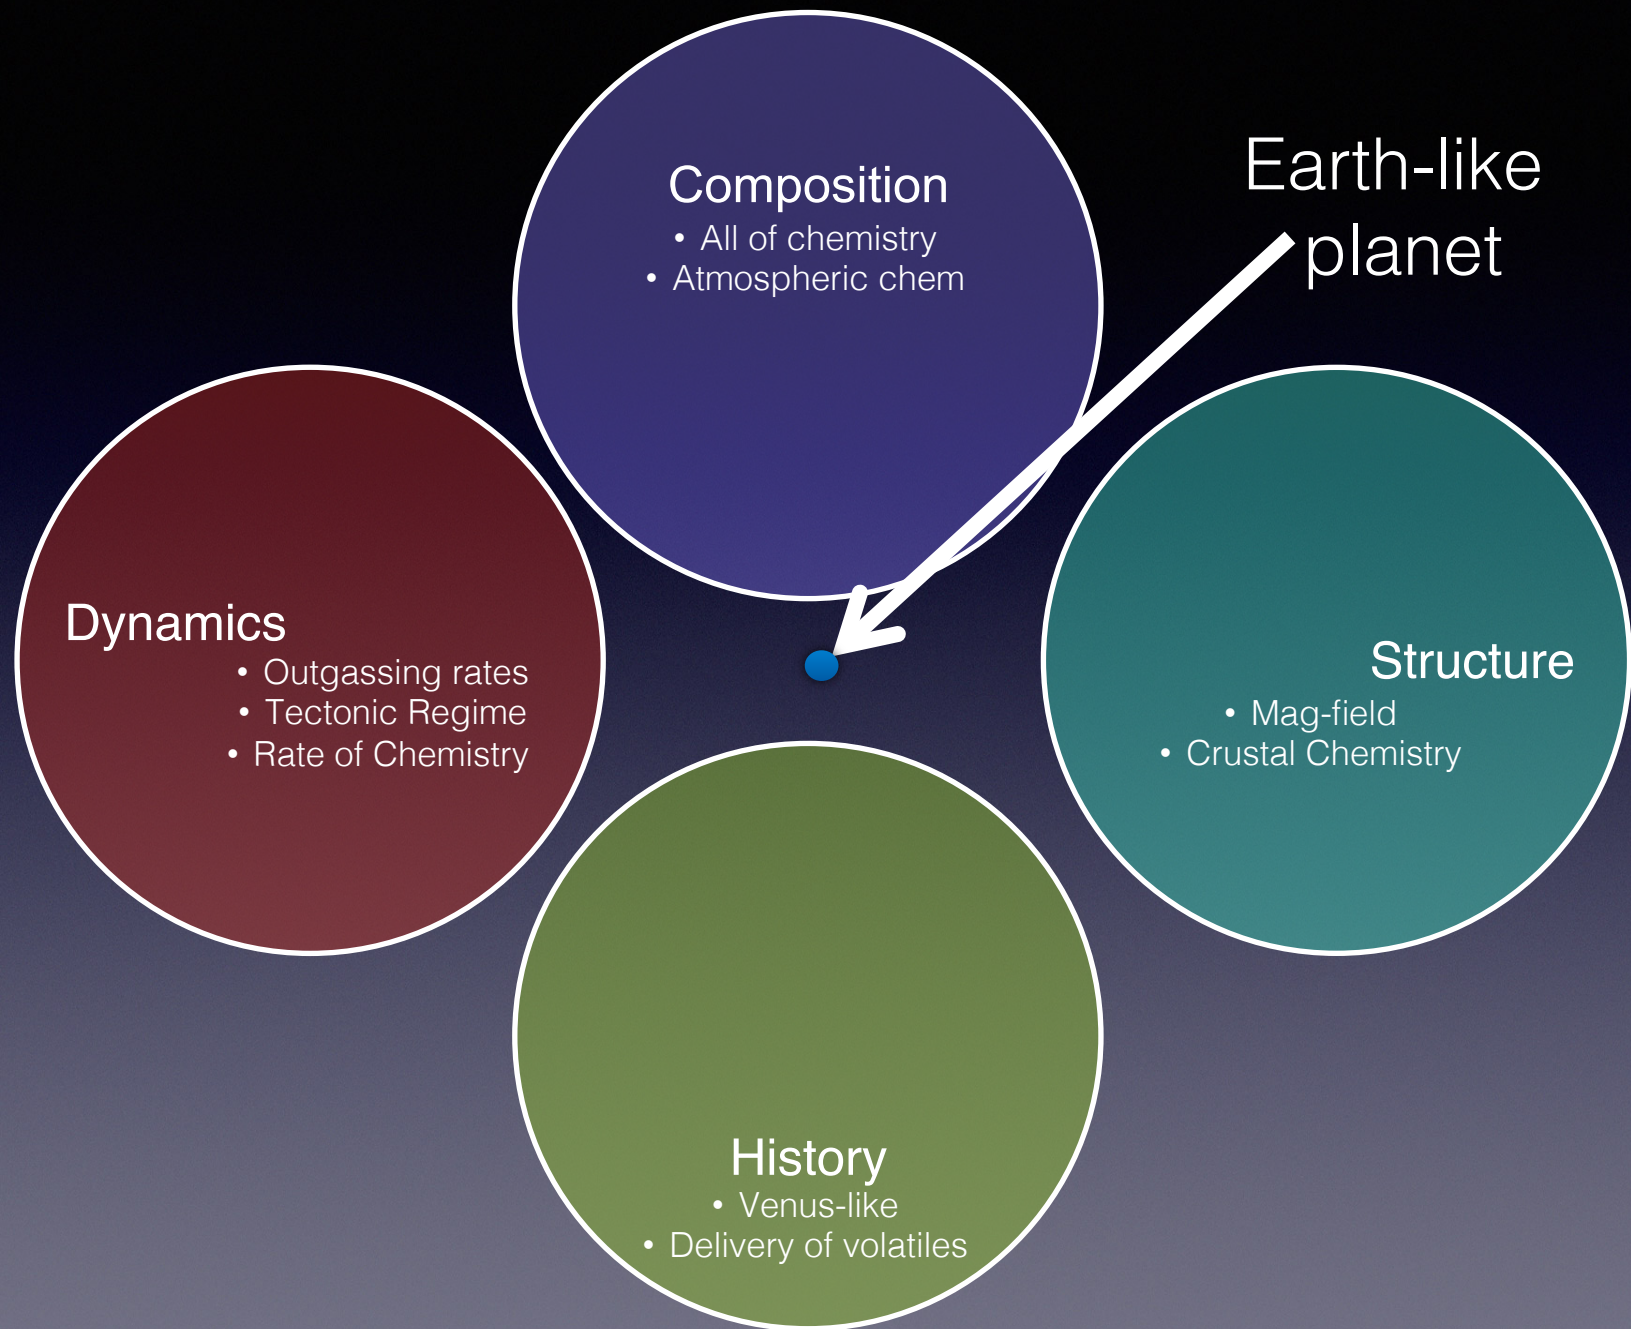 Composition
• All of chemistry
• Atmospheric chem
Earth-like
planet
Dynamics
• Outgassing rates
• Tectonic Regime
• Rate of Chemistry
Structure
• Mag-field
• Crustal Chemistry
History
• Venus-like
• Delivery of volatiles